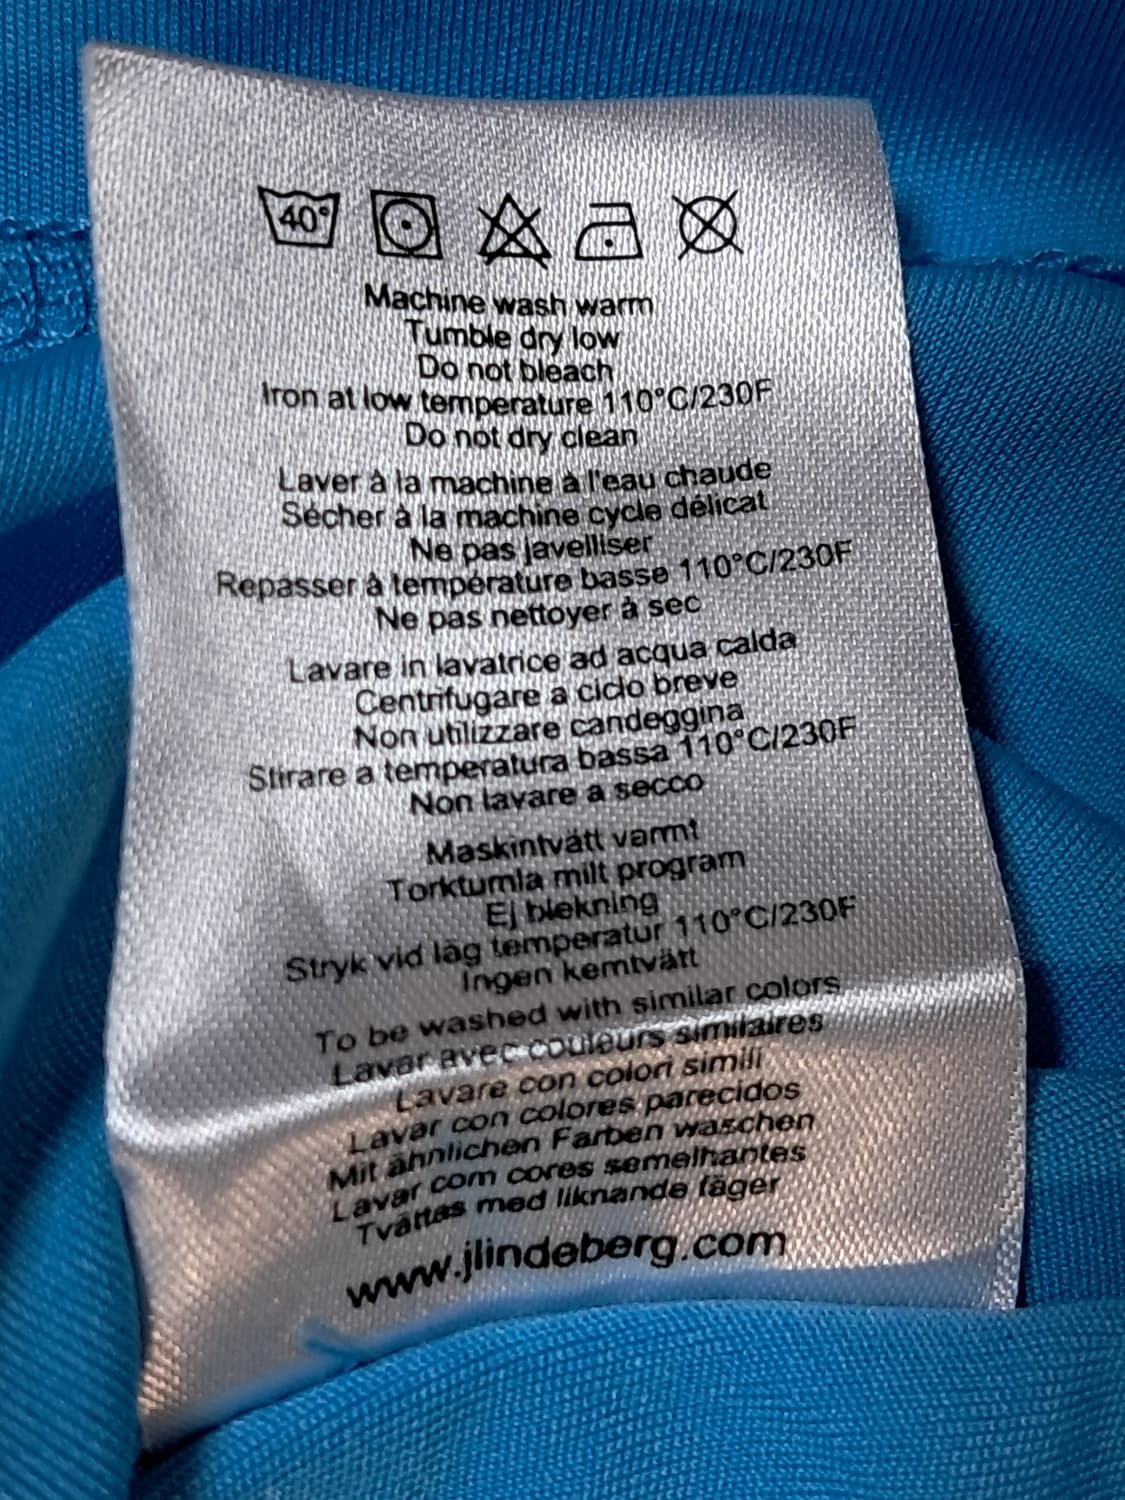 40°
Machine wash warm
Tumble dry low
Do not bleach
Iron at low temperature 110°C/230F
Do not dry clean
Laver à la machine à l'eau chaude
Sécher à la machine cycle délicat
Ne pas javelliser
Repasser à température basse 110°C/230F
Ne pas nettoyer à sec
Lavare in lavatrice ad acqua calda
Centrifugare a ciclo breve
Non utilizzare candeggina
Stirare a temperatura bassa 110°C/230F
Non lavare a secco
Maskintvätt varmt
Torktumla milt program
Ej blekning
Stryk vid låg temperatur 110°C/230F
Ingen kemtvätt
To be washed with similar colors
Lavar avec couleurs similaires
Lavare con colori simili
Lavar con colores parecidos
Mit ähnlichen Farben waschen
Lavar com cores semelhantes
Tvättas med liknande fäger
www.jlindeberg.com